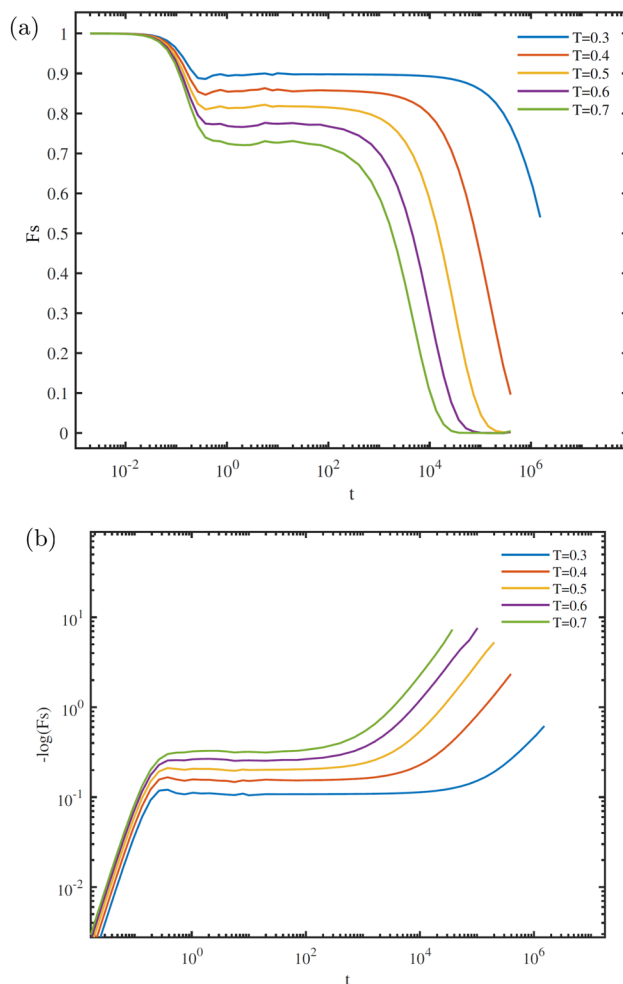 (a)
1
0.9
0.8
0.7
0.6
0.5
0.4
0.3
0.2
0.1
0
Fs
10^-2 10^0 10^2 10^4 10^6
t
T=0.3
T=0.4
T=0.5
T=0.6
T=0.7
(b)
10^1
10^0
10^-1
10^-2
-log(Fs)
10^0 10^2 10^4 10^6
t
T=0.3
T=0.4
T=0.5
T=0.6
T=0.7